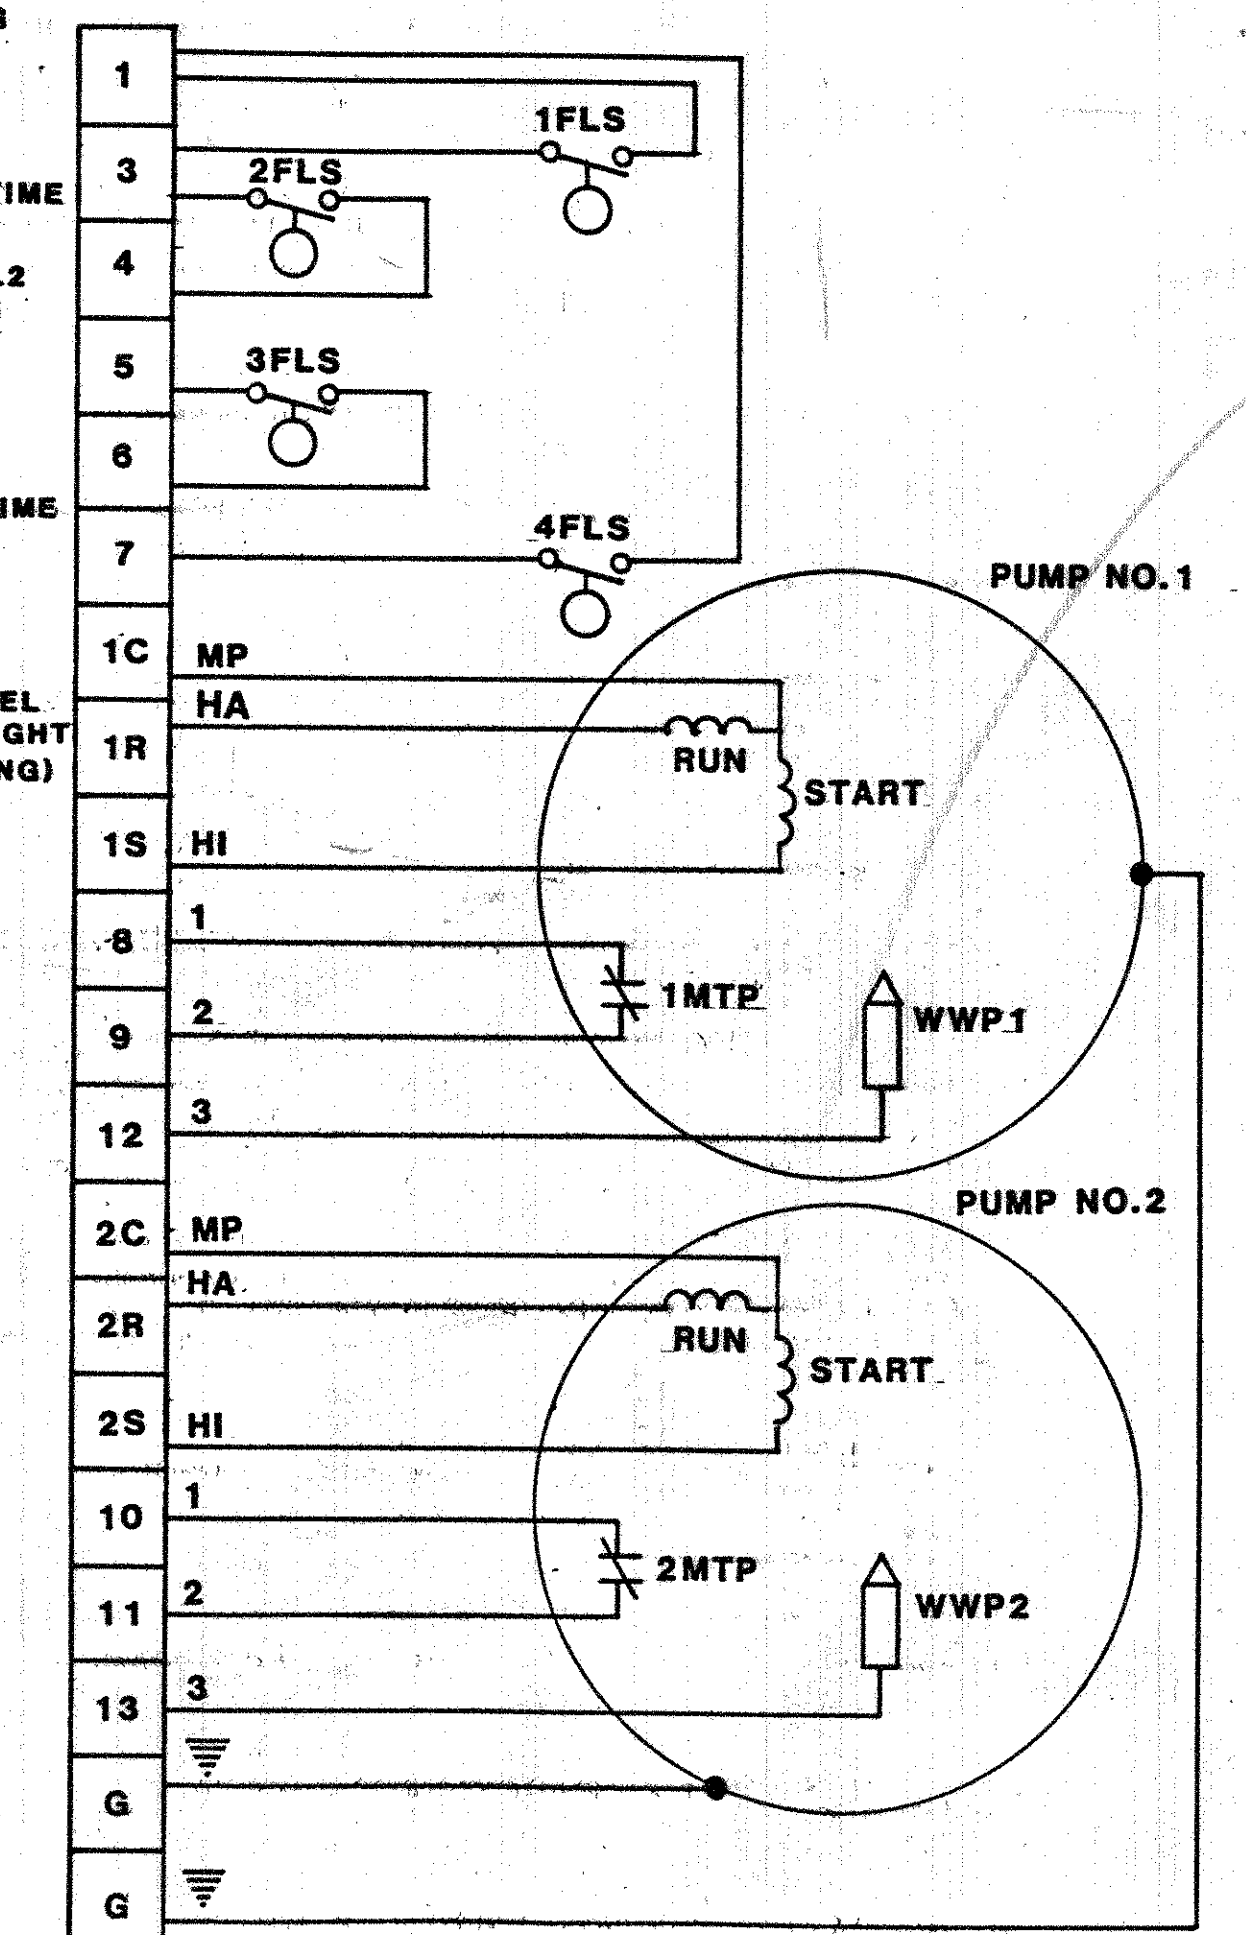 1
1FLS
3
2FLS
TIME
4
.2
3FLS
5
6
IME
4FLS
7
PUMP NO.1
1C
MP
EL
HA
GHT
1R
RUN
NG)
START
1S
HI
1
8
1MTP
2
WWP1
9
3
12
PUMP NO.2
2C
MP
HA
2R
RUN
START
2S
HI
1
10
2MTP
2
WWP2
11
3
13
G
G